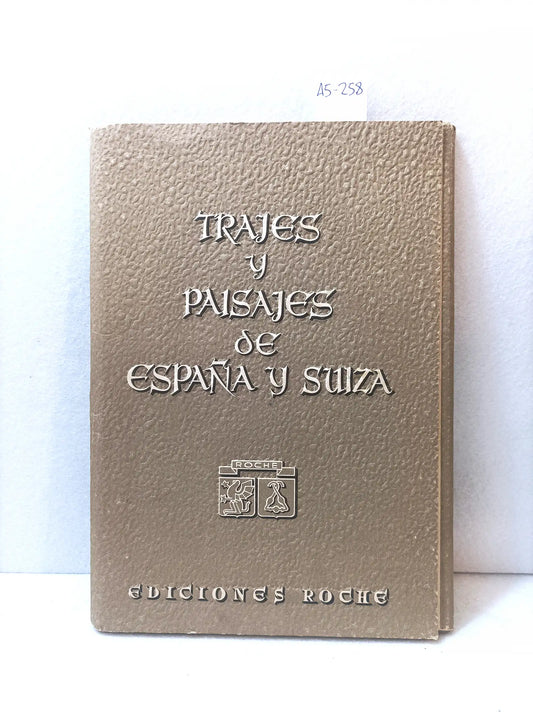 A5-258
TRAJES
y
PAISAJES
de
ESPAÑA Y SUIZA
ROCHE
EDICIONES ROCHE